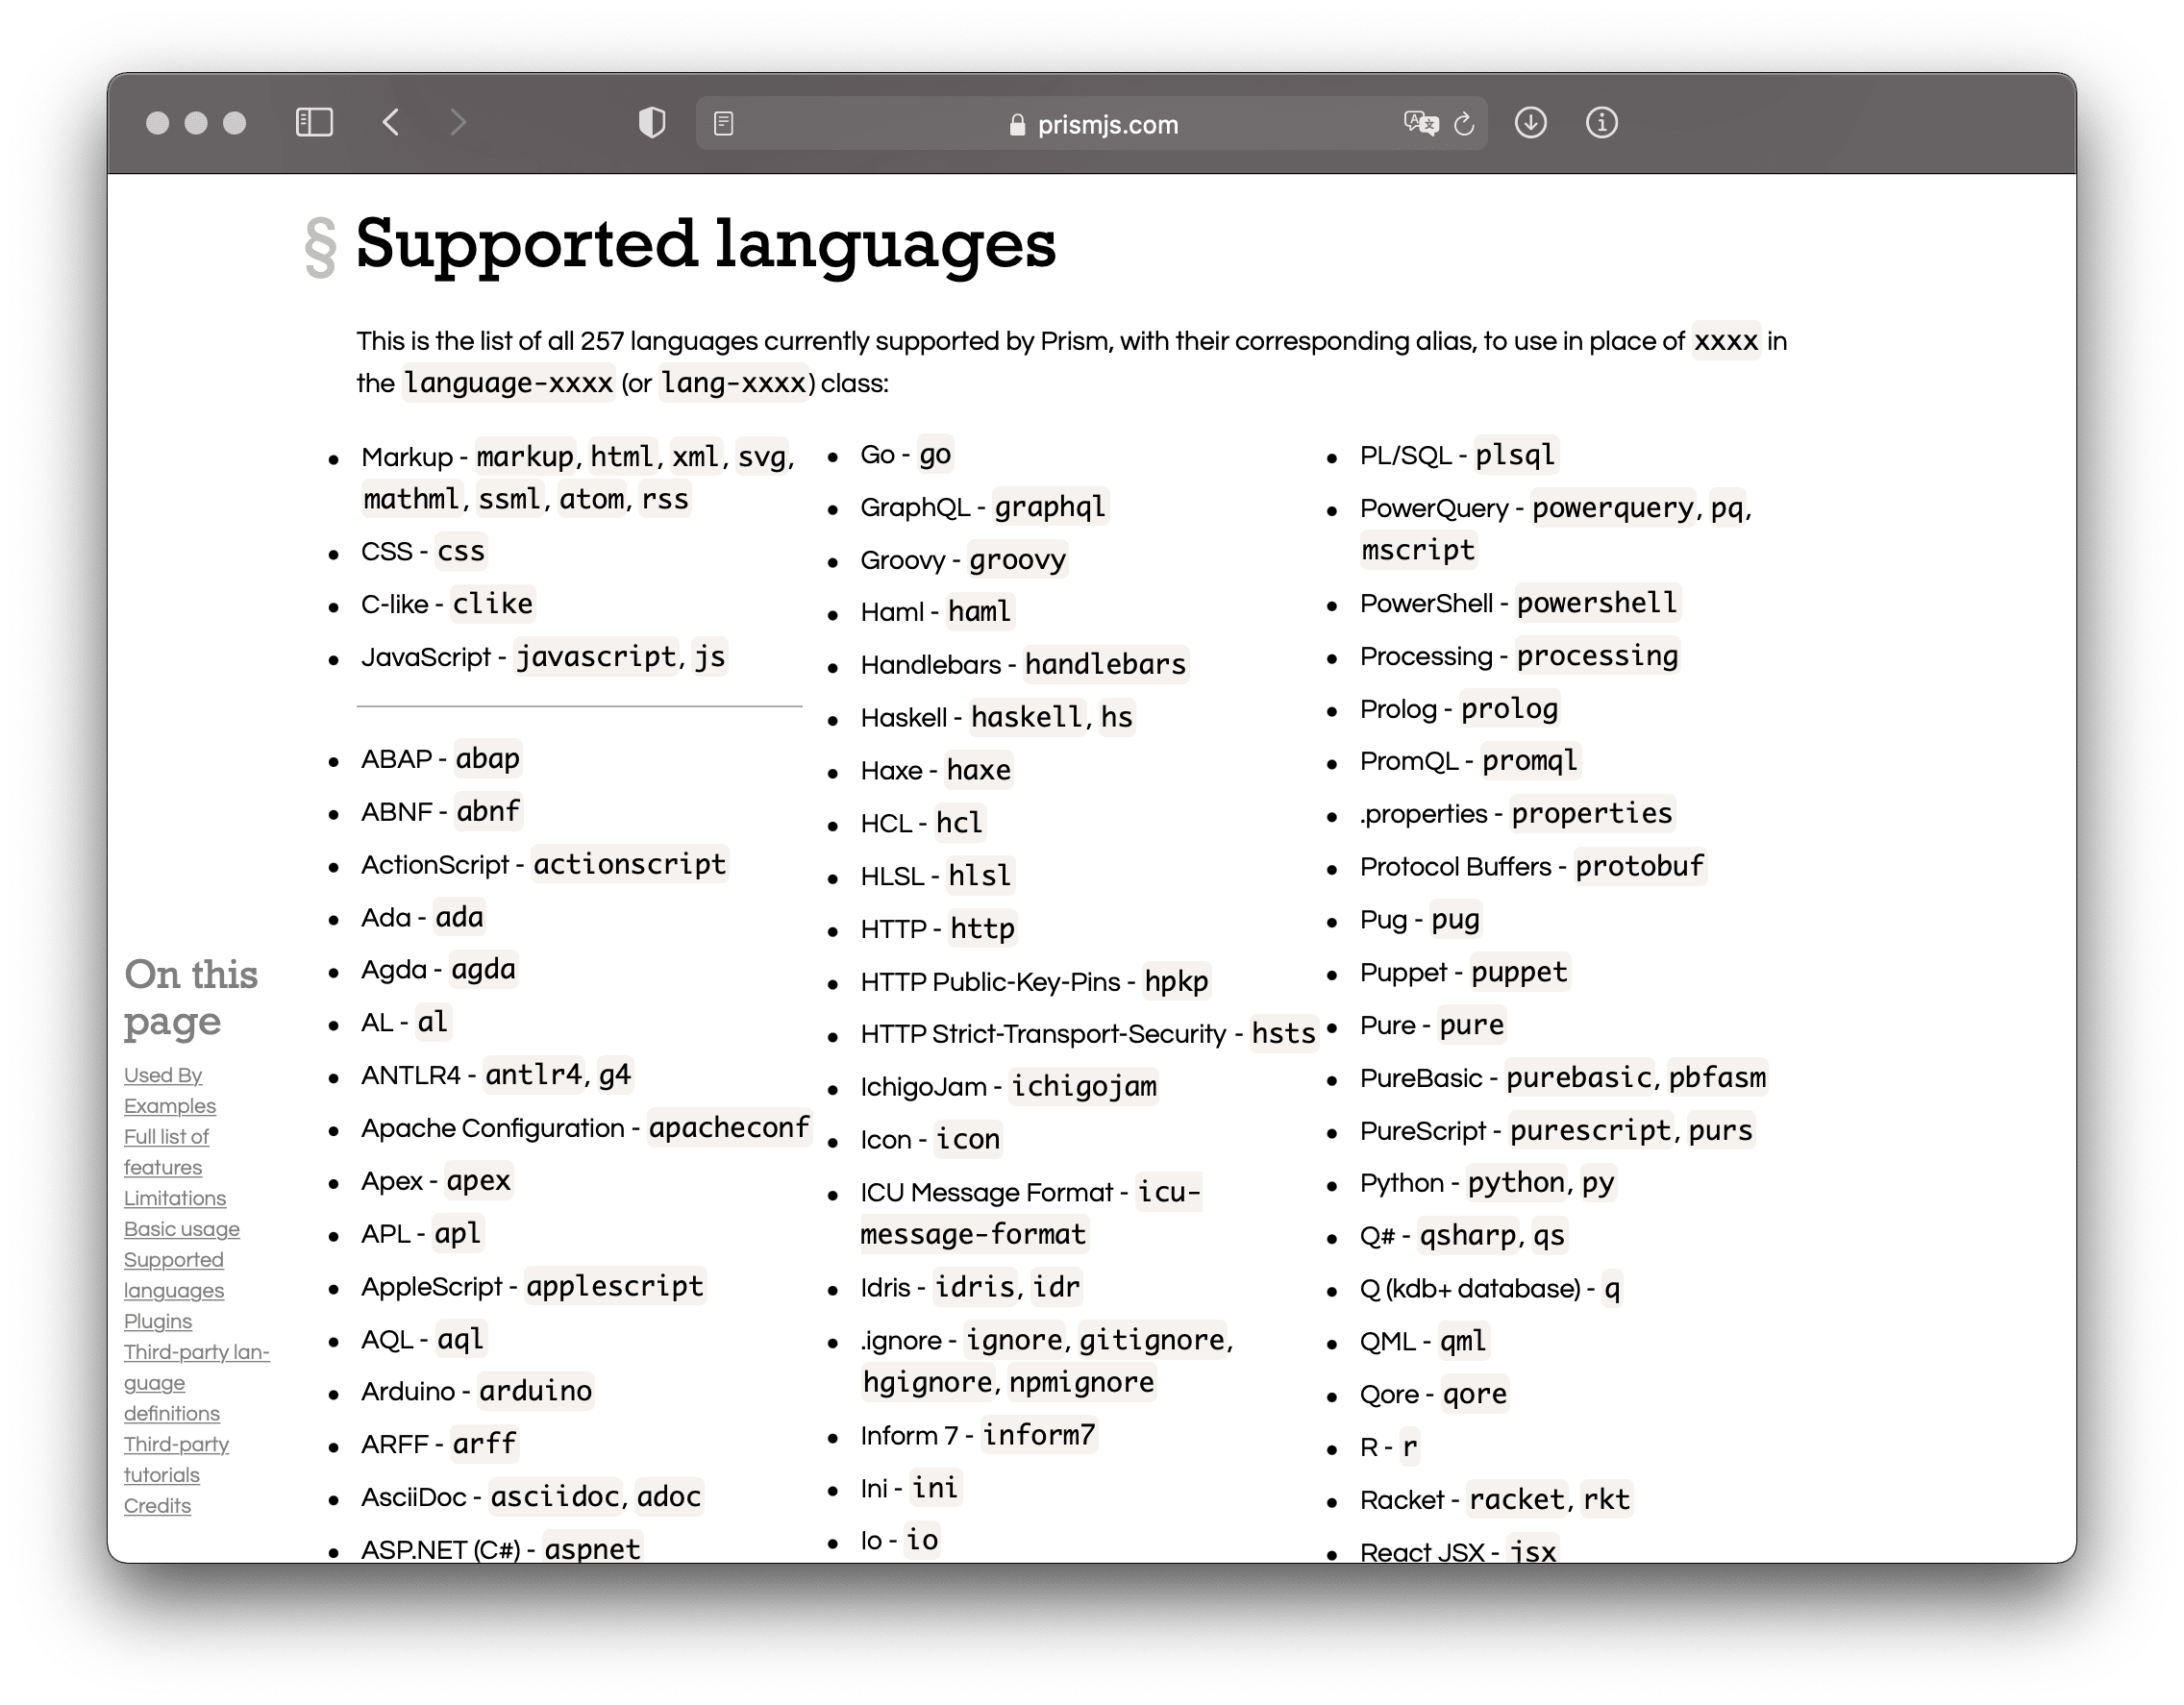 prismjs.com
§ Supported languages
This is the list of all 257 languages currently supported by Prism, with their corresponding alias, to use in place of xxxx in
the language-xxxx (or lang-xxxx) class:
Markup - markup, html, xml, svg,
mathml, ssml, atom, rss
CSS - css
C-like - clike
JavaScript - javascript, js
ABAP - abap
ABNF - abnf
ActionScript - actionscript
Ada - ada
Agda - agda
AL - al
ANTLR4 - antlr4, g4
Apache Configuration - apacheconf
Apex - apex
APL - apl
AppleScript - applescript
AQL - aql
Arduino - arduino
ARFF - arff
AsciiDoc - asciidoc, adoc
ASP.NET (C#) - aspnet
Go - go
GraphQL - graphql
Groovy - groovy
Haml - haml
Handlebars - handlebars
Haskell - haskell, hs
Haxe - haxe
HCL - hcl
HLSL - hlsl
HTTP - http
HTTP Public-Key-Pins - hpkp
HTTP Strict-Transport-Security - hsts
IchigoJam - ichigojam
Icon - icon
ICU Message Format - icu-
message-format
Idris - idris, idr
.ignore - ignore, gitignore,
hgignore, npmignore
Inform 7 - inform7
Ini - ini
Io - io
PL/SQL - plsql
PowerQuery - powerquery, pq,
mscript
PowerShell - powershell
Processing - processing
Prolog - prolog
PromQL - promql
.properties - properties
Protocol Buffers - protobuf
Pug - pug
Puppet - puppet
Pure - pure
PureBasic - purebasic, pbfasm
PureScript - purescript, purs
Python - python, py
Q# - qsharp, qs
Q (kdb+ database) - q
QML - qml
Qore - qore
R - r
Racket - racket, rkt
React JSX - jsx
On this
page
Used By
Examples
Full list of
features
Limitations
Basic usage
Supported
languages
Plugins
Third-party lan-
guage
definitions
Third-party
tutorials
Credits